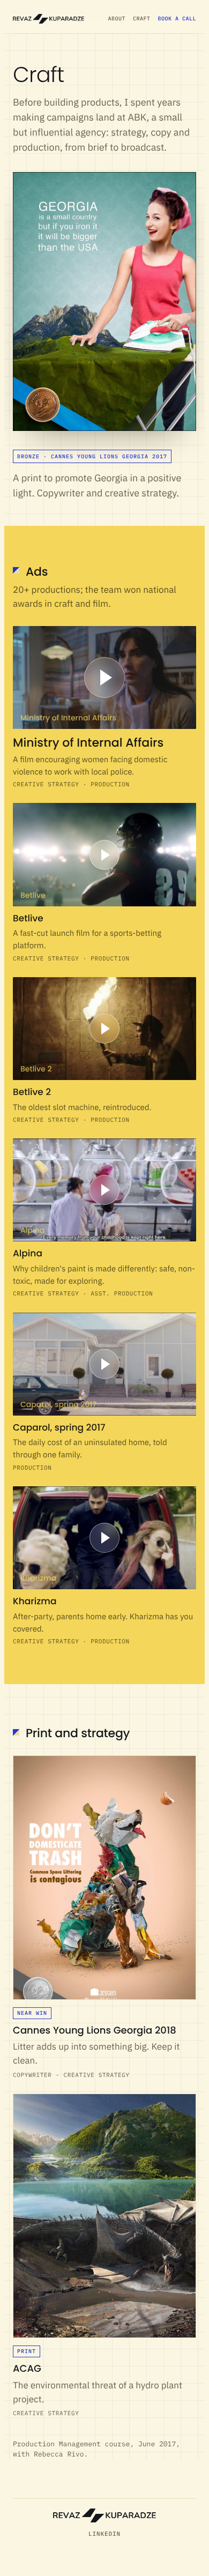 REVAZ KUPARADZE
ABOUT CRAFT BOOK A CALL
Craft
Before building products, I spent years
making campaigns land at ABK, a small
but influential agency: strategy, copy and
production, from brief to broadcast.
GEORGIA
is a small country
but if you iron it
it will be bigger
than the USA
BRONZE · CANNES YOUNG LIONS GEORGIA 2017
A print to promote Georgia in a positive
light. Copywriter and creative strategy.
Ads
20+ productions; the team won national
awards in craft and film.
Ministry of Internal Affairs
Ministry of Internal Affairs
A film encouraging women facing domestic
violence to work with local police.
CREATIVE STRATEGY · PRODUCTION
Betlive
Betlive
A fast-cut launch film for a sports-betting
platform.
CREATIVE STRATEGY · PRODUCTION
Betlive 2
Betlive 2
The oldest slot machine, reintroduced.
CREATIVE STRATEGY · PRODUCTION
Alpina
Alpina
Why children's paint is made differently: safe, non-
toxic, made for exploring.
CREATIVE STRATEGY · ASST. PRODUCTION
Caparol, spring 2017
Caparol, spring 2017
The daily cost of an uninsulated home, told
through one family.
PRODUCTION
Kharizma
Kharizma
After-party, parents home early. Kharizma has you
covered.
CREATIVE STRATEGY · PRODUCTION
Print and strategy
DON'T
DOMESTICATE
TRASH
Common Space Littering
is contagious
NEAR WIN
Cannes Young Lions Georgia 2018
Litter adds up into something big. Keep it
clean.
COPYWRITER · CREATIVE STRATEGY
PRINT
ACAG
The environmental threat of a hydro plant
project.
CREATIVE STRATEGY
Production Management course, June 2017,
with Rebecca Rivo.
REVAZ KUPARADZE
LINKEDIN